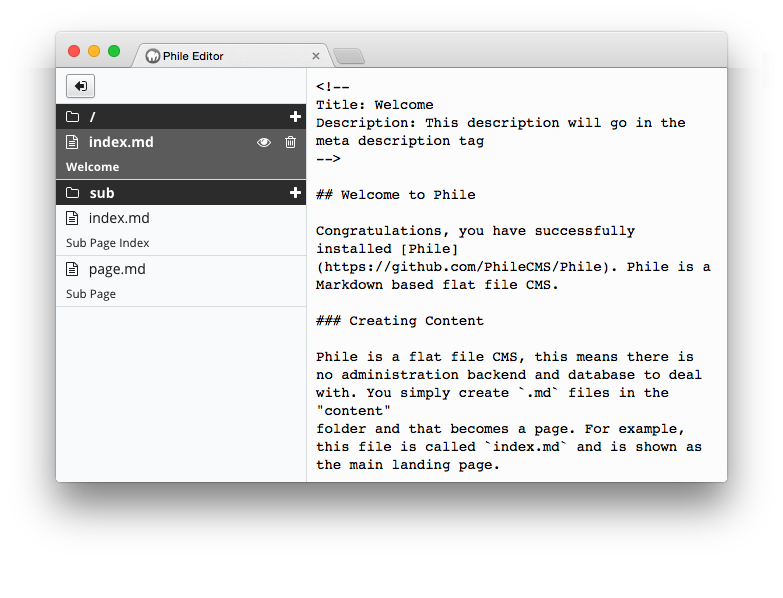 Phile Editor
/
index.md
Welcome
sub
index.md
Sub Page Index
page.md
Sub Page
<!--
Title: Welcome
Description: This description will go in the
meta description tag
-->
## Welcome to Phile
Congratulations, you have successfully
installed [Phile]
(https://github.com/PhileCMS/Phile). Phile is a
Markdown based flat file CMS.
### Creating Content
Phile is a flat file CMS, this means there is
no administration backend and database to deal
with. You simply create `.md` files in the
"content"
folder and that becomes a page. For example,
this file is called `index.md` and is shown as
the main landing page.